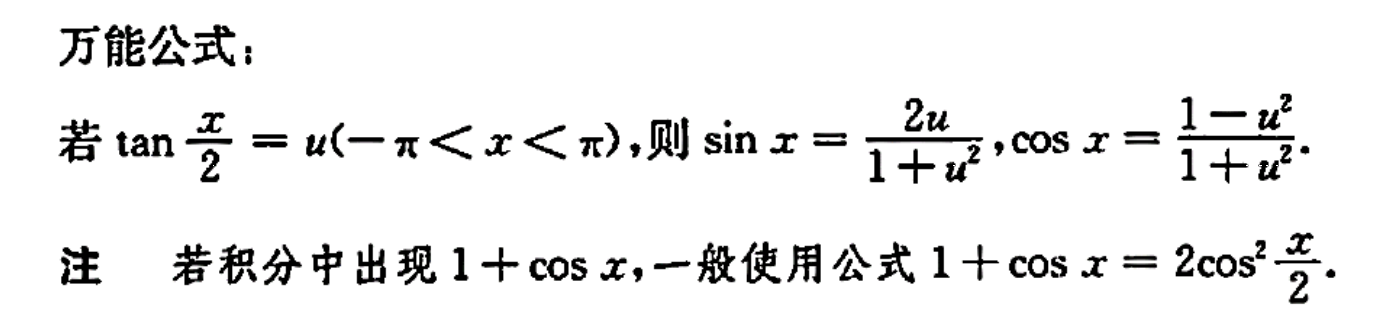 万能公式:
若 tan x/2 = u(−π < x < π),则 sin x = 2u/(1+u²),cos x = (1−u²)/(1+u²).
注 若积分中出现 1+cos x,一般使用公式 1+cos x = 2cos² x/2.